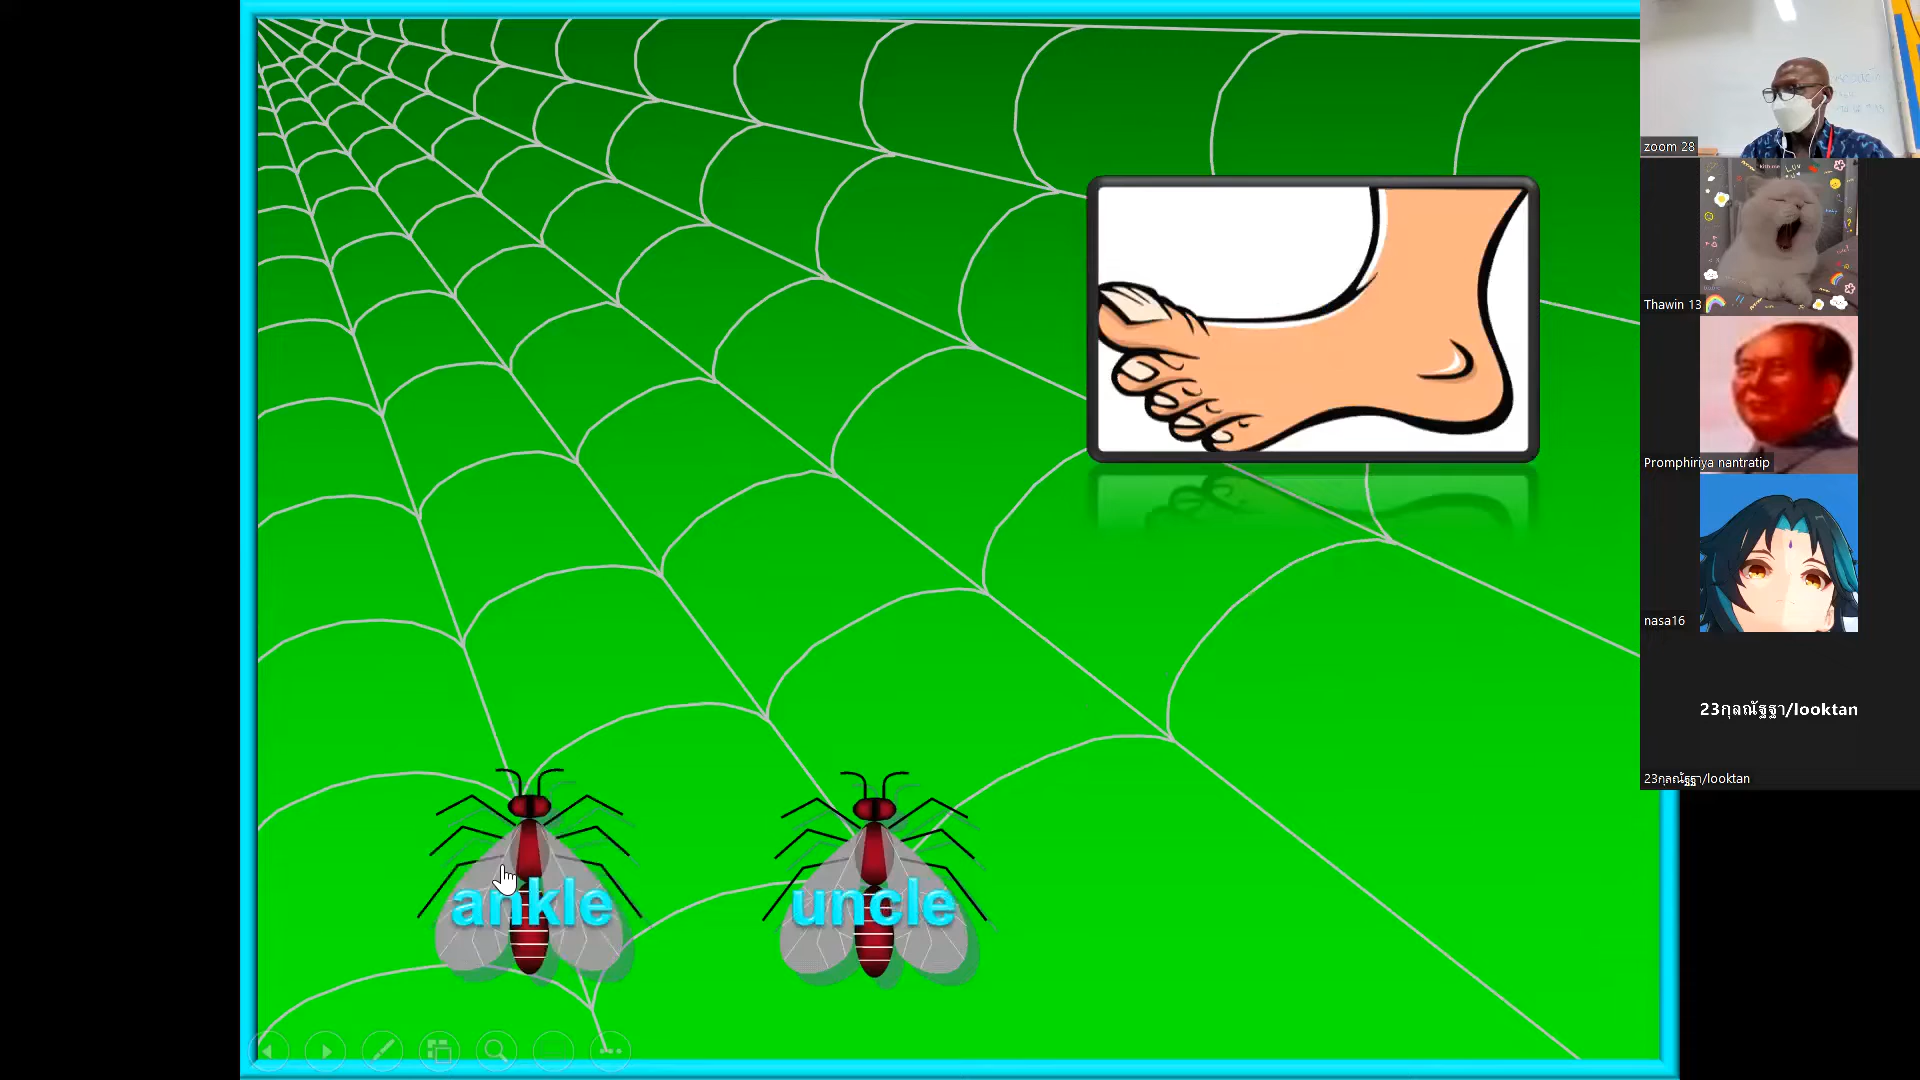 ankle
uncle
zoom 28
Thawin 13
Promphiriya nantratip
nasa16
23กุลณัฐฐา/looktan
23กุลณัฐฐา/looktan